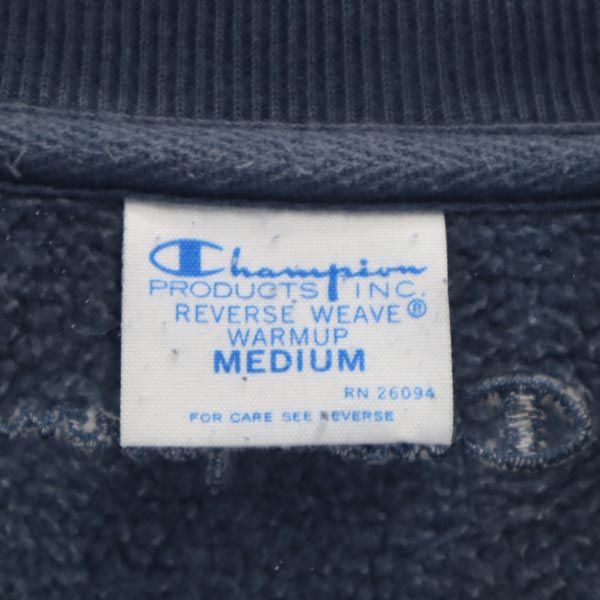 Champion
PRODUCTS INC.
REVERSE WEAVE®
WARMUP
MEDIUM
RN 26094
FOR CARE SEE REVERSE